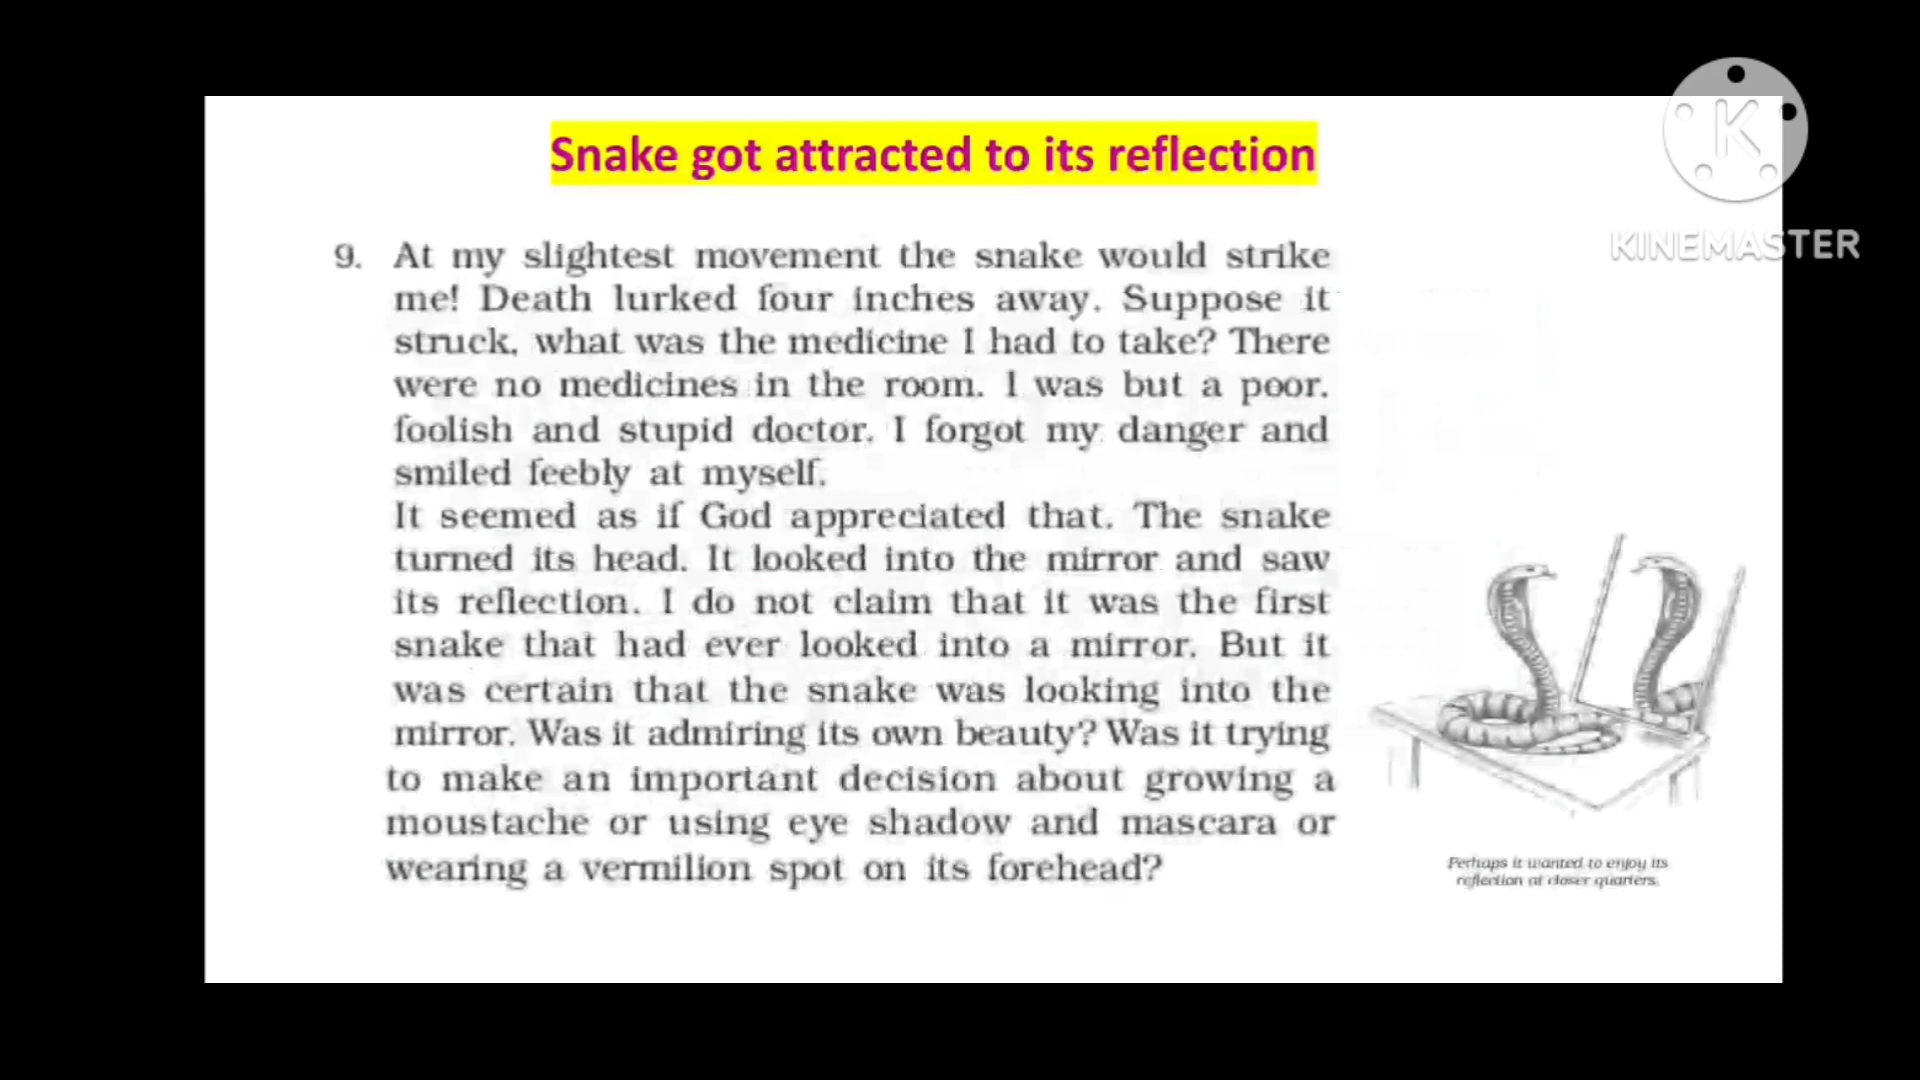 Snake got attracted to its reflection
K
KINEMASTER
9. At my slightest movement the snake would strike
me! Death lurked four inches away. Suppose it
struck, what was the medicine I had to take? There
were no medicines in the room. I was but a poor,
foolish and stupid doctor. I forgot my danger and
smiled feebly at myself.
It seemed as if God appreciated that. The snake
turned its head. It looked into the mirror and saw
its reflection. I do not claim that it was the first
snake that had ever looked into a mirror. But it
was certain that the snake was looking into the
mirror. Was it admiring its own beauty? Was it trying
to make an important decision about growing a
moustache or using eye shadow and mascara or
wearing a vermilion spot on its forehead?
Perhaps it wanted to enjoy its
reflection at closer quarters.